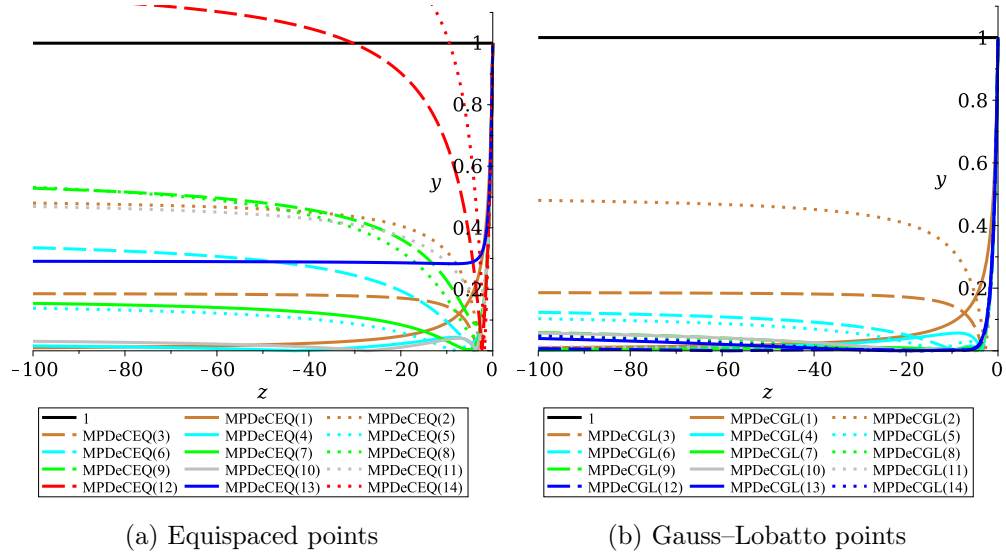 1
0.8
0.6
y
0.4
0.2
−100
−80
−60
−40
−20
0
z
1
MPDeCEQ(1)
MPDeCEQ(2)
MPDeCEQ(3)
MPDeCEQ(4)
MPDeCEQ(5)
MPDeCEQ(6)
MPDeCEQ(7)
MPDeCEQ(8)
MPDeCEQ(9)
MPDeCEQ(10)
MPDeCEQ(11)
MPDeCEQ(12)
MPDeCEQ(13)
MPDeCEQ(14)
(a) Equispaced points
1
0.8
0.6
y
0.4
0.2
−100
−80
−60
−40
−20
0
z
1
MPDeCGL(1)
MPDeCGL(2)
MPDeCGL(3)
MPDeCGL(4)
MPDeCGL(5)
MPDeCGL(6)
MPDeCGL(7)
MPDeCGL(8)
MPDeCGL(9)
MPDeCGL(10)
MPDeCGL(11)
MPDeCGL(12)
MPDeCGL(13)
MPDeCGL(14)
(b) Gauss–Lobatto points